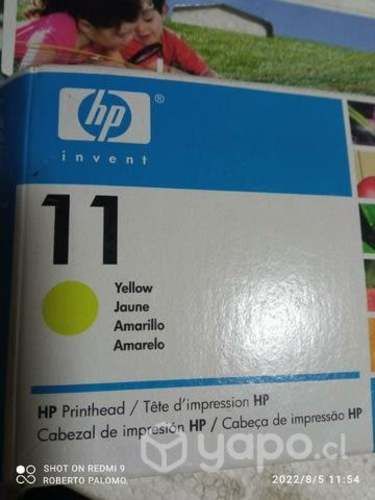 hp®
invent
11
Yellow
Jaune
Amarillo
Amarelo
HP Printhead / Tête d'impression HP
Cabezal de impresión HP / Cabeça de impressão HP
yapo.cl
SHOT ON REDMI 9
ROBERTO PALOMO.
2022/8/5 11:54